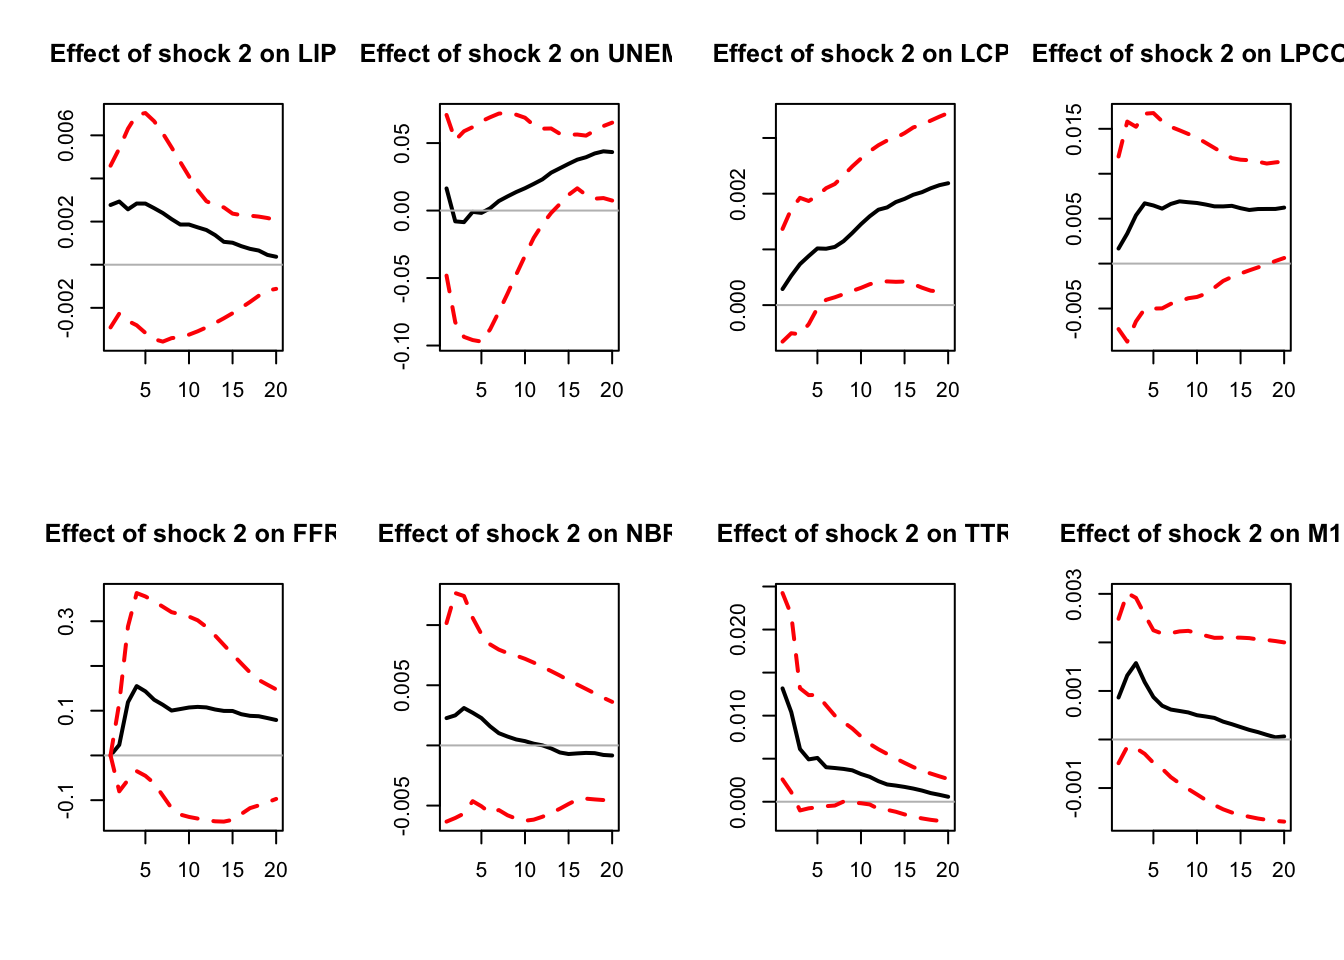 Effect of shock 2 on LIP
Effect of shock 2 on UNEM
Effect of shock 2 on LCP
Effect of shock 2 on LPCO
0.006
0.002
-0.002
5 10 15 20
0.05
0.00
-0.05
-0.10
5 10 15 20
0.002
0.000
5 10 15 20
0.015
0.005
-0.005
5 10 15 20
Effect of shock 2 on FFR
Effect of shock 2 on NBR
Effect of shock 2 on TTR
Effect of shock 2 on M1
0.3
0.1
-0.1
5 10 15 20
0.005
-0.005
5 10 15 20
0.020
0.010
0.000
5 10 15 20
0.003
0.001
-0.001
5 10 15 20